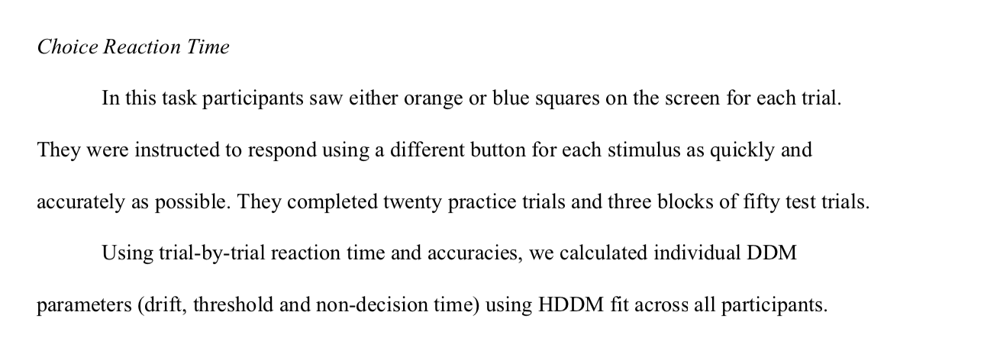 Choice Reaction Time
In this task participants saw either orange or blue squares on the screen for each trial.
They were instructed to respond using a different button for each stimulus as quickly and
accurately as possible. They completed twenty practice trials and three blocks of fifty test trials.
Using trial-by-trial reaction time and accuracies, we calculated individual DDM
parameters (drift, threshold and non-decision time) using HDDM fit across all participants.